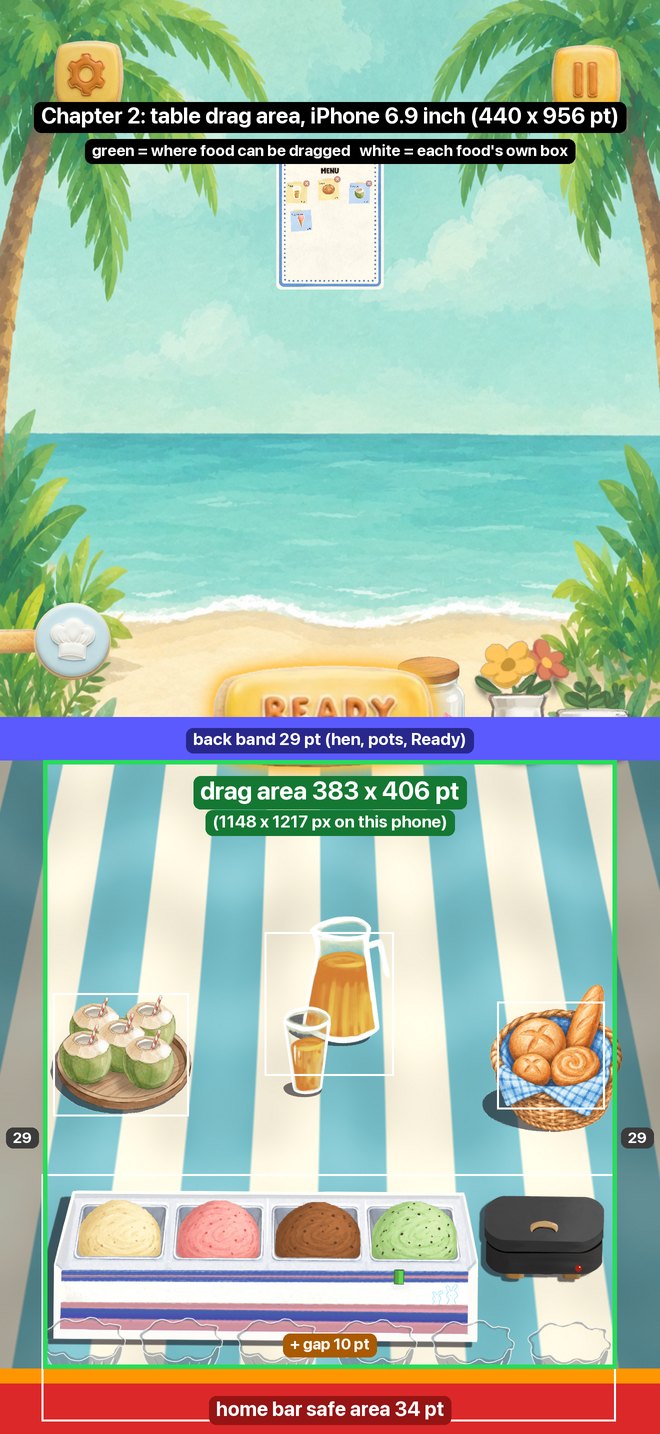 Chapter 2: table drag area, iPhone 6.9 inch (440 x 956 pt)
green = where food can be dragged   white = each food's own box
MENU
READY
back band 29 pt (hen, pots, Ready)
drag area 383 x 406 pt
(1148 x 1217 px on this phone)
29
29
+ gap 10 pt
home bar safe area 34 pt